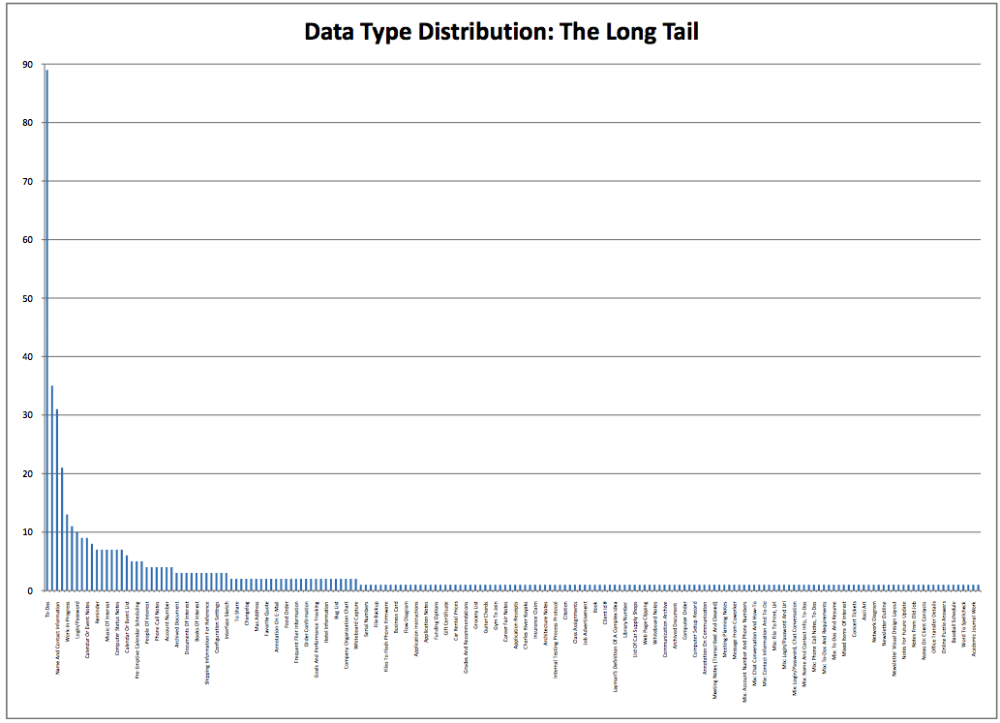 Data Type Distribution: The Long Tail
90
80
70
60
50
40
30
20
10
0
To-Dos
Name And Contact Information
Work In Progress
Login/Password
Calendar Or Event Notes
Reminder
Music Of Interest
Computer Status Notes
Calendar Or Event List
Pre-Emptive Calendar Scheduling
People Of Interest
Phone Call Notes
Account Number
Archived Document
Documents Of Interest
Books Of Interest
Shipping Information For Reference
Configuration Settings
Interface Sketch
To Share
Changelog
Mac Address
Favorite Quote
Annotation On E-Mail
Food Order
Frequent Flier Information
Order Confirmation
Goals And Performance Tracking
Hotel Information
Bug List
Company Organization Chart
Whiteboard Capture
Serial Numbers
File Backup
Files To Flash Phone Firmware
Business Card
Flow Diagram
Application Instructions
Application Notes
Funding Options
Gift Certificate
Car Rental Prices
Grades And Recommendations
Grocery List
Guitar Chords
Gym To Join
Career Fair Notes
Application Receipts
Charles River Kayaks
Insurance Claim
Architecture Notes
Internal Testing Process Protocol
Citation
Class Assignments
Job Advertisement
Book
Client Id#
Layman'S Definition Of A Complex Idea
Library Number
List Of Car Supply Shops
Web Page Clipping
Whiteboard Notes
Communication Archive
Archived Document
Computer Order
Computer Setup Record
Annotation On Communication
Meeting Notes (Transcribed And Cleaned)
Meeting Planning Notes
Message From Coworker
Mix: Account Number And Phone Number
Mix: Chat Conversation And How-To
Mix: Contact Information And To Do
Mix: File To Print, Url
Mix: Login/Password And Url
Mix: Login/Password, Chat Conversation
Mix: Name And Contact Info, To-Dos
Mix: Phone Call Notes, To-Dos
Mix: To-Dos And Requirements
Mix: To-Dos And Resume
Mixed Items Of Interest
Concert Tickets
Ascii Art
Network Diagram
Newsletter Outline
Newsletter Visual Design Layout
Notes For Future Update
Notes From Old Job
Notes On Client Complaint
Office Transfer Details
Online Puzzle Answers
Baseball Schedule
Word To Spellcheck
Academic Journal Work